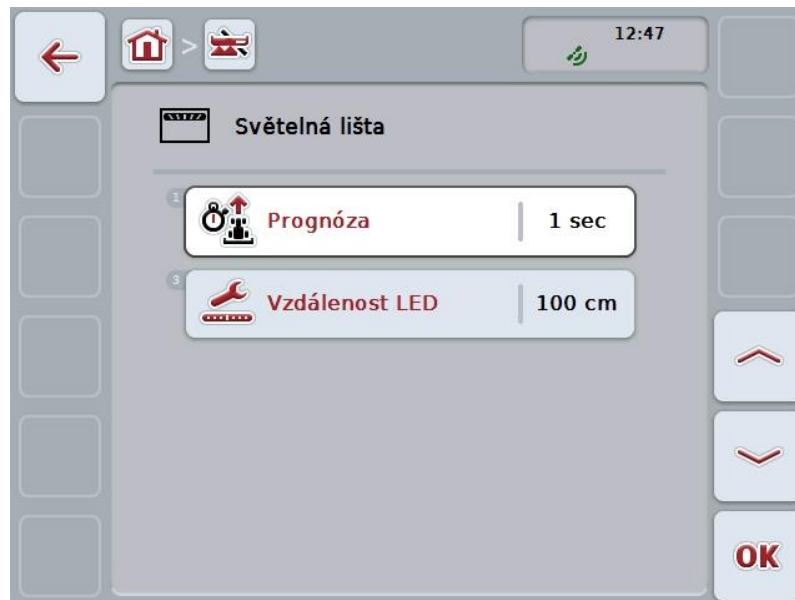 >
12:47
Světelná lišta
1
Prognóza 1 sec
3
Vzdálenost LED 100 cm
OK